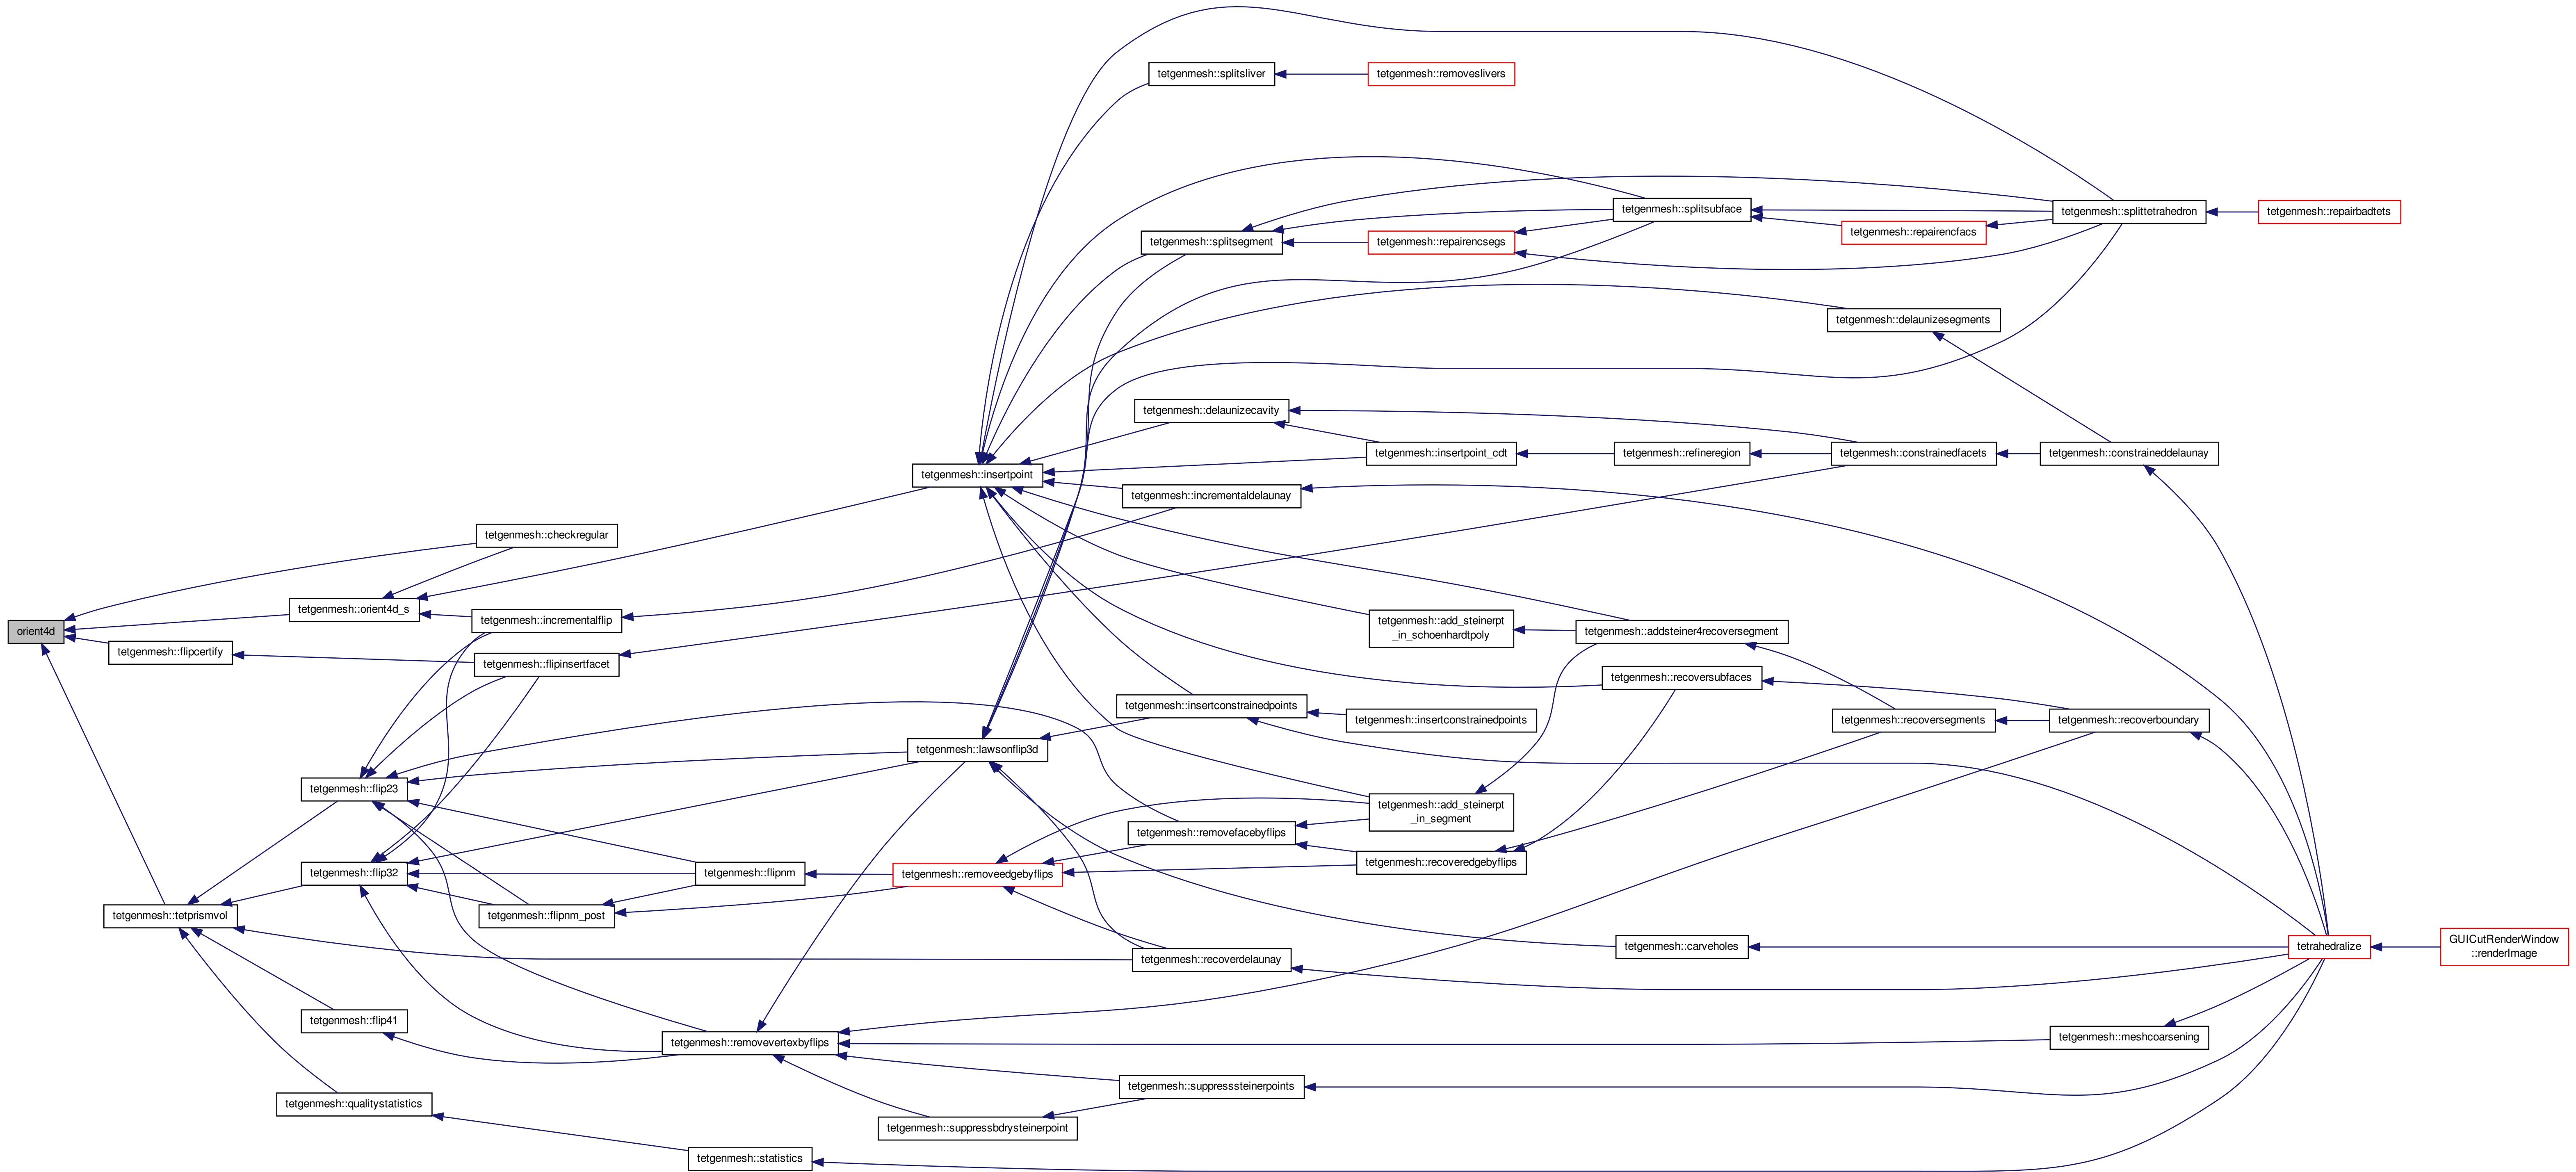 tetgenmesh::splitsliver
tetgenmesh::removeslivers
tetgenmesh::splitsubface
tetgenmesh::splittetrahedron
tetgenmesh::repairbadtets
tetgenmesh::splitsegment
tetgenmesh::repairencsegs
tetgenmesh::repairencfacs
tetgenmesh::delaunizesegments
tetgenmesh::delaunizecavity
tetgenmesh::insertpoint
tetgenmesh::insertpoint_cdt
tetgenmesh::refineregion
tetgenmesh::constrainedfacets
tetgenmesh::constraineddelaunay
tetgenmesh::incrementaldelaunay
tetgenmesh::checkregular
orient4d
tetgenmesh::orient4d_s
tetgenmesh::incrementalflip
tetgenmesh::add_steinerpt
_in_schoenhardtpoly
tetgenmesh::addsteiner4recoversegment
tetgenmesh::flipcertify
tetgenmesh::flipinsertfacet
tetgenmesh::recoversubfaces
tetgenmesh::insertconstrainedpoints
tetgenmesh::insertconstrainedpoints
tetgenmesh::recoversegments
tetgenmesh::recoverboundary
tetgenmesh::lawsonflip3d
tetgenmesh::flip23
tetgenmesh::add_steinerpt
_in_segment
tetgenmesh::removefacebyflips
tetgenmesh::recoveredgebyflips
tetgenmesh::flip32
tetgenmesh::flipnm
tetgenmesh::removeedgebyflips
tetgenmesh::tetprismvol
tetgenmesh::flipnm_post
tetgenmesh::recoverdelaunay
tetgenmesh::carveholes
tetrahedralize
GUICutRenderWindow
::renderImage
tetgenmesh::flip41
tetgenmesh::removevertexbyflips
tetgenmesh::meshcoarsening
tetgenmesh::suppresssteinerpoints
tetgenmesh::qualitystatistics
tetgenmesh::suppressbdrysteinerpoint
tetgenmesh::statistics